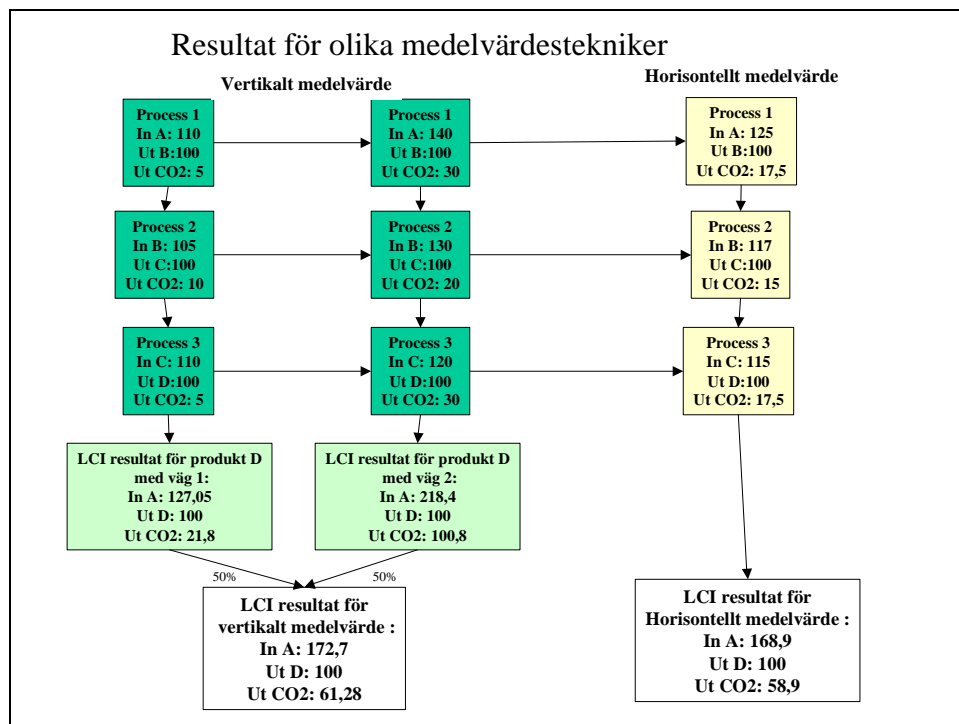 Resultat för olika medelvärdestekniker
Vertikalt medelvärde
Horisontellt medelvärde
Process 1
In A: 110
Ut B:100
Ut CO2: 5
Process 1
In A: 140
Ut B:100
Ut CO2: 30
Process 1
In A: 125
Ut B:100
Ut CO2: 17,5
Process 2
In B: 105
Ut C:100
Ut CO2: 10
Process 2
In B: 130
Ut C:100
Ut CO2: 20
Process 2
In B: 117
Ut C:100
Ut CO2: 15
Process 3
In C: 110
Ut D:100
Ut CO2: 5
Process 3
In C: 120
Ut D:100
Ut CO2: 30
Process 3
In C: 115
Ut D:100
Ut CO2: 17,5
LCI resultat för produkt D
med väg 1:
In A: 127,05
Ut D: 100
Ut CO2: 21,8
LCI resultat för produkt D
med väg 2:
In A: 218,4
Ut D: 100
Ut CO2: 100,8
50%
50%
LCI resultat för
vertikalt medelvärde :
In A: 172,7
Ut D: 100
Ut CO2: 61,28
LCI resultat för
Horisontellt medelvärde :
In A: 168,9
Ut D: 100
Ut CO2: 58,9